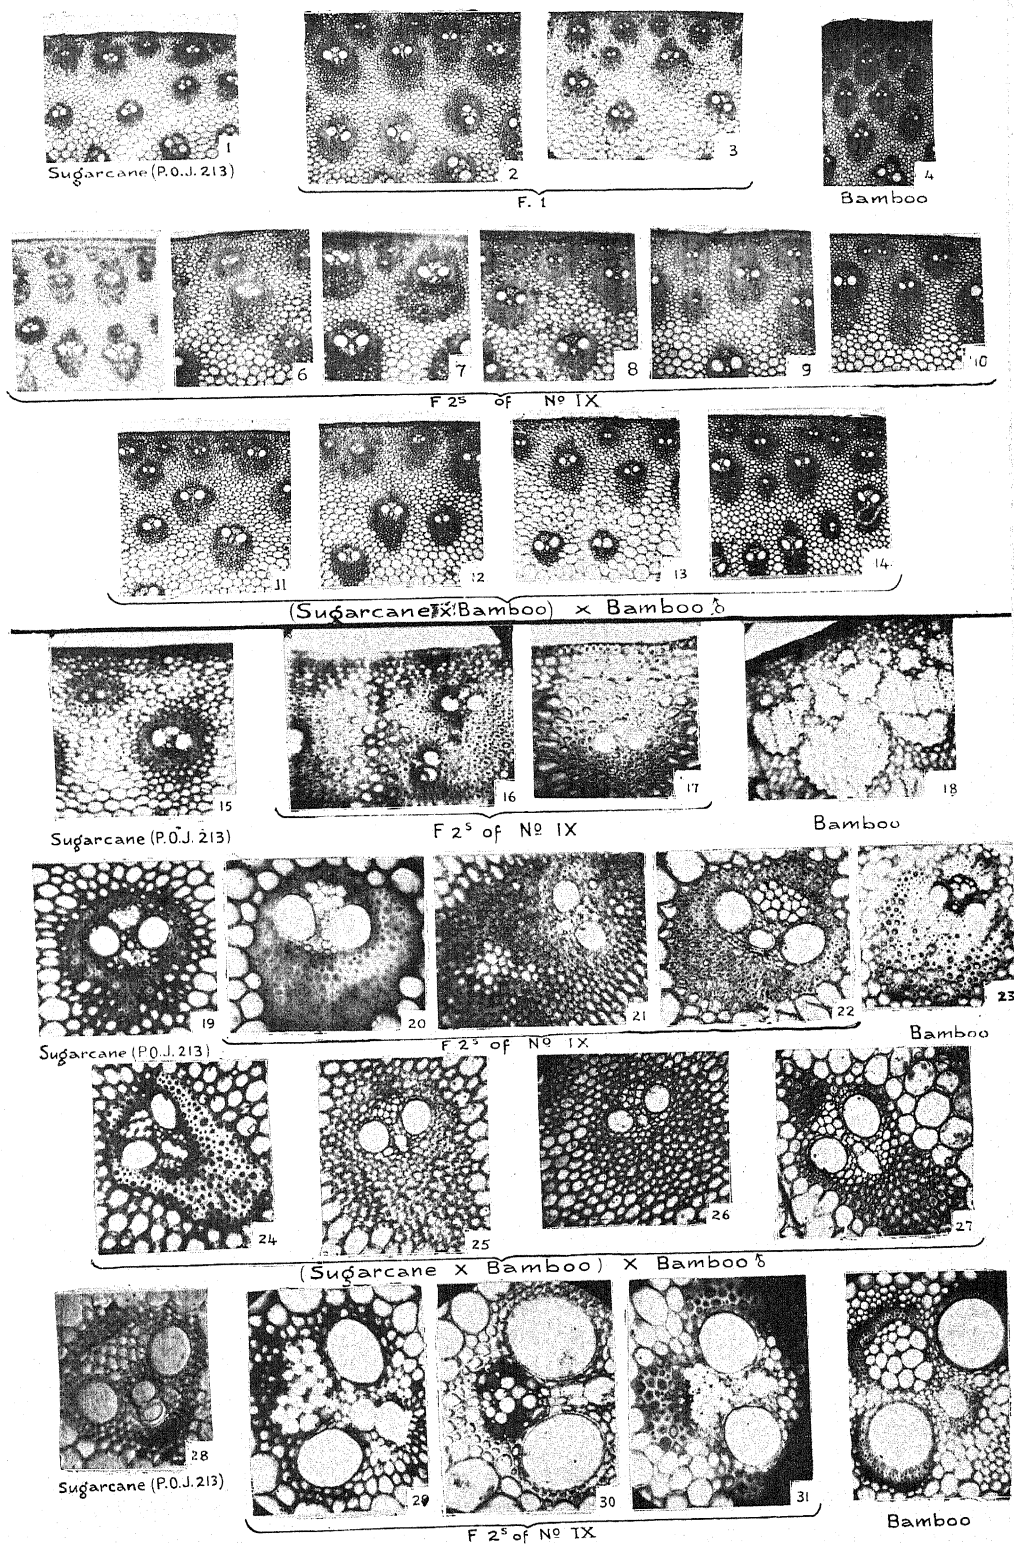 1
2
3
4
Sugarcane (P.O.J. 213)
F. 1
Bamboo
6
7
8
9
10
F 2s of No IX
11
12
13
14
(Sugarcane x Bamboo) x Bamboo ♂
15
16
17
18
Sugarcane (P.O.J. 213)
F 2s of No IX
Bamboo
19
20
21
22
23
Sugarcane (P.O.J. 213)
F 2s of No IX
Bamboo
24
25
26
27
(Sugarcane x Bamboo) x Bamboo ♂
28
29
30
31
Sugarcane (P.O.J. 213)
F 2s of No IX
Bamboo